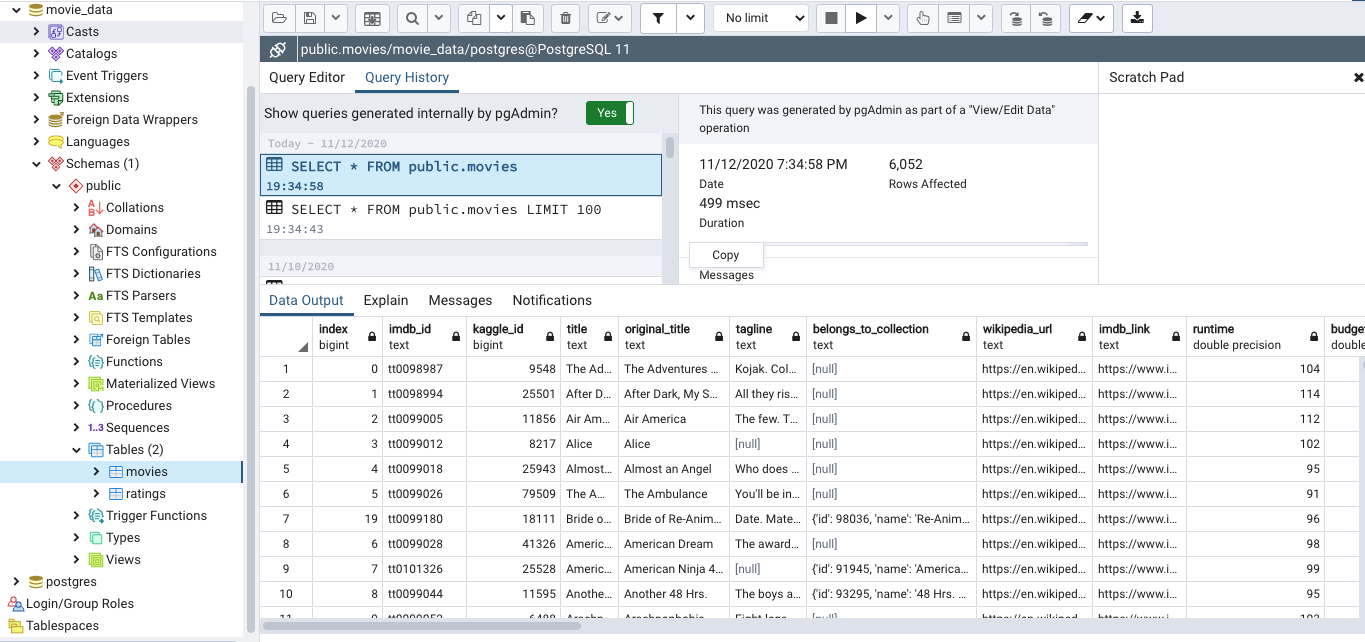 movie_data
Casts
Catalogs
Event Triggers
Extensions
Foreign Data Wrappers
Languages
Schemas (1)
public
Collations
Domains
FTS Configurations
FTS Dictionaries
Aa FTS Parsers
FTS Templates
Foreign Tables
Functions
Materialized Views
Procedures
1..3 Sequences
Tables (2)
movies
ratings
Trigger Functions
Types
Views
postgres
Login/Group Roles
Tablespaces
No limit
public.movies/movie_data/postgres@PostgreSQL 11
Query Editor Query History
Scratch Pad
Show queries generated internally by pgAdmin? Yes
Today - 11/12/2020
SELECT * FROM public.movies
19:34:58
SELECT * FROM public.movies LIMIT 100
19:34:43
11/10/2020
This query was generated by pgAdmin as part of a "View/Edit Data"
operation
11/12/2020 7:34:58 PM 6,052
Date Rows Affected
499 msec
Duration
Copy
Messages
Data Output Explain Messages Notifications
index imdb_id kaggle_id title original_title tagline belongs_to_collection wikipedia_url imdb_link runtime budge
bigint text bigint text text text text text text double precision double
1 0 tt0098987 9548 The Ad... The Adventures ... Kojak. Col... [null] https://en.wikiped... https://www.i... 104
2 1 tt0098994 25501 After D... After Dark, My S... All they ris... [null] https://en.wikiped... https://www.i... 114
3 2 tt0099005 11856 Air Am... Air America The few. T... [null] https://en.wikiped... https://www.i... 112
4 3 tt0099012 8217 Alice Alice [null] [null] https://en.wikiped... https://www.i... 102
5 4 tt0099018 25943 Almost... Almost an Angel Who does ... [null] https://en.wikiped... https://www.i... 95
6 5 tt0099026 79509 The A... The Ambulance You'll be in... [null] https://en.wikiped... https://www.i... 91
7 19 tt0099180 18111 Bride o... Bride of Re-Anim... Date. Mate... {'id': 98036, 'name': 'Re-Anim... https://en.wikiped... https://www.i... 96
8 6 tt0099028 41326 Americ... American Dream The award... [null] https://en.wikiped... https://www.i... 98
9 7 tt0101326 25528 Americ... American Ninja 4... [null] {'id': 91945, 'name': 'America... https://en.wikiped... https://www.i... 99
10 8 tt0099044 11595 Anothe... Another 48 Hrs. The boys a... {'id': 93295, 'name': '48 Hrs. ... https://en.wikiped... https://www.i... 95